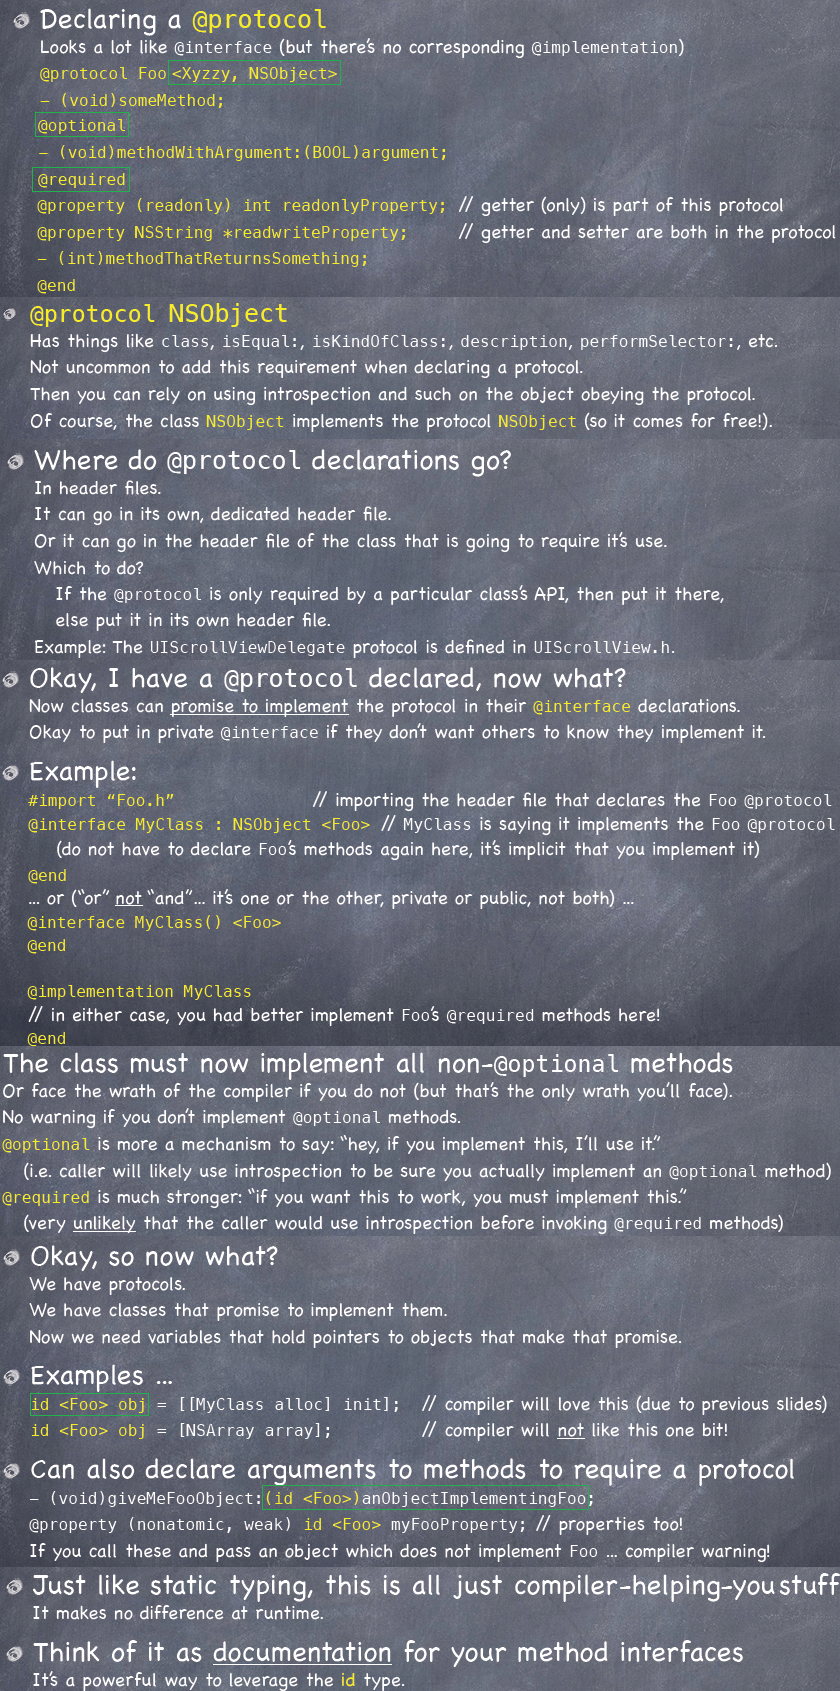 Declaring a @protocol
Looks a lot like @interface (but there's no corresponding @implementation)
@protocol Foo <Xyzzy, NSObject>
– (void)someMethod;
@optional
– (void)methodWithArgument:(BOOL)argument;
@required
@property (readonly) int readonlyProperty; // getter (only) is part of this protocol
@property NSString *readwriteProperty; // getter and setter are both in the protocol
– (int)methodThatReturnsSomething;
@end
@protocol NSObject
Has things like class, isEqual:, isKindOfClass:, description, performSelector:, etc.
Not uncommon to add this requirement when declaring a protocol.
Then you can rely on using introspection and such on the object obeying the protocol.
Of course, the class NSObject implements the protocol NSObject (so it comes for free!).
Where do @protocol declarations go?
In header files.
It can go in its own, dedicated header file.
Or it can go in the header file of the class that is going to require it's use.
Which to do?
If the @protocol is only required by a particular class's API, then put it there,
else put it in its own header file.
Example: The UIScrollViewDelegate protocol is defined in UIScrollView.h.
Okay, I have a @protocol declared, now what?
Now classes can promise to implement the protocol in their @interface declarations.
Okay to put in private @interface if they don't want others to know they implement it.
Example:
#import “Foo.h” // importing the header file that declares the Foo @protocol
@interface MyClass : NSObject <Foo> // MyClass is saying it implements the Foo @protocol
(do not have to declare Foo's methods again here, it's implicit that you implement it)
@end
... or (“or” not “and” ... it's one or the other, private or public, not both) ...
@interface MyClass() <Foo>
@end
@implementation MyClass
// in either case, you had better implement Foo's @required methods here!
@end
The class must now implement all non-@optional methods
Or face the wrath of the compiler if you do not (but that's the only wrath you'll face).
No warning if you don't implement @optional methods.
@optional is more a mechanism to say: “hey, if you implement this, I'll use it.”
(i.e. caller will likely use introspection to be sure you actually implement an @optional method)
@required is much stronger: “if you want this to work, you must implement this.”
(very unlikely that the caller would use introspection before invoking @required methods)
Okay, so now what?
We have protocols.
We have classes that promise to implement them.
Now we need variables that hold pointers to objects that make that promise.
Examples ...
id <Foo> obj = [[MyClass alloc] init]; // compiler will love this (due to previous slides)
id <Foo> obj = [NSArray array]; // compiler will not like this one bit!
Can also declare arguments to methods to require a protocol
– (void)giveMeFooObject:(id <Foo>)anObjectImplementingFoo;
@property (nonatomic, weak) id <Foo> myFooProperty; // properties too!
If you call these and pass an object which does not implement Foo ... compiler warning!
Just like static typing, this is all just compiler-helping-you stuff
It makes no difference at runtime.
Think of it as documentation for your method interfaces
It's a powerful way to leverage the id type.